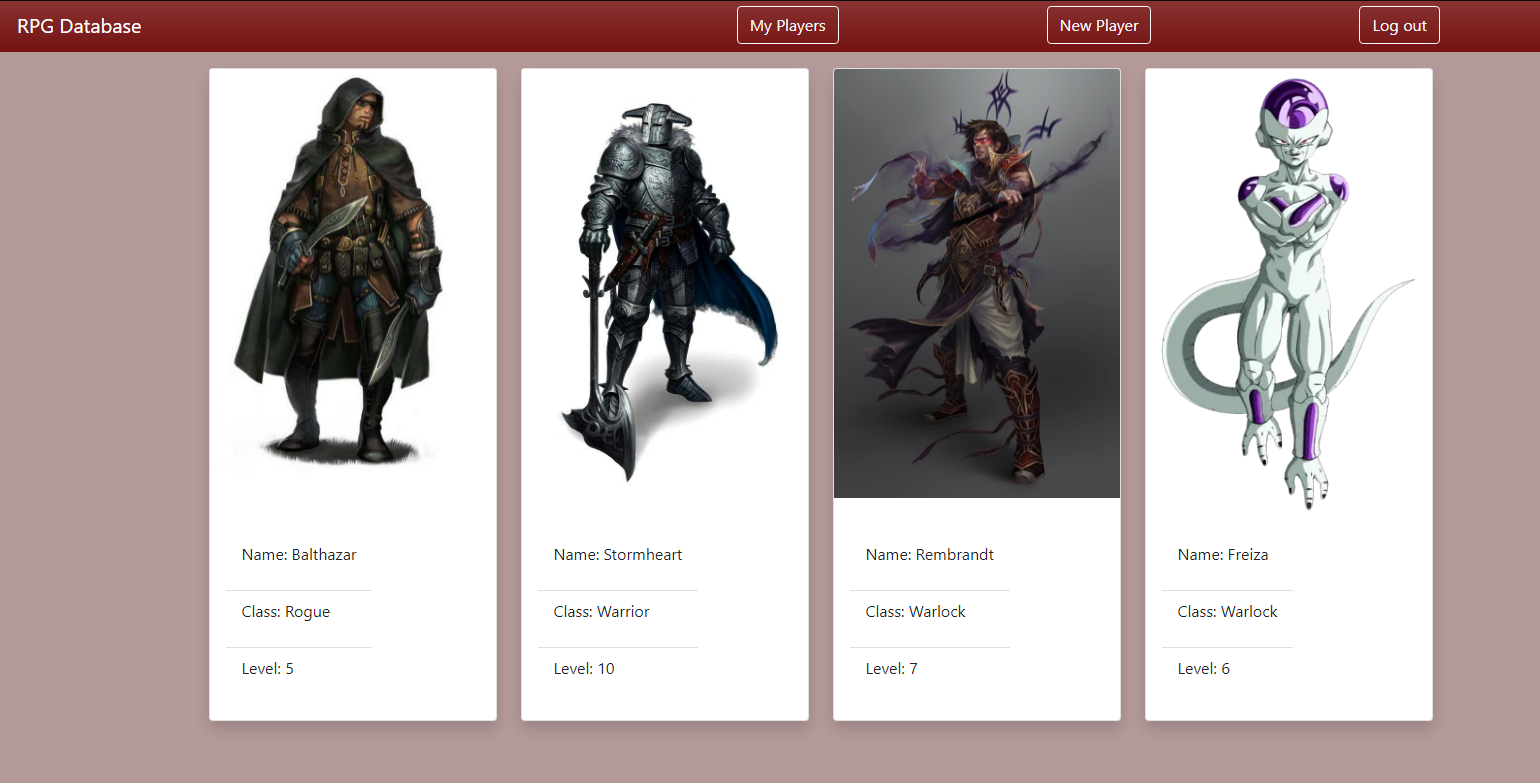 RPG Database
My Players
New Player
Log out
Name: Balthazar
Class: Rogue
Level: 5
Name: Stormheart
Class: Warrior
Level: 10
Name: Rembrandt
Class: Warlock
Level: 7
Name: Freiza
Class: Warlock
Level: 6